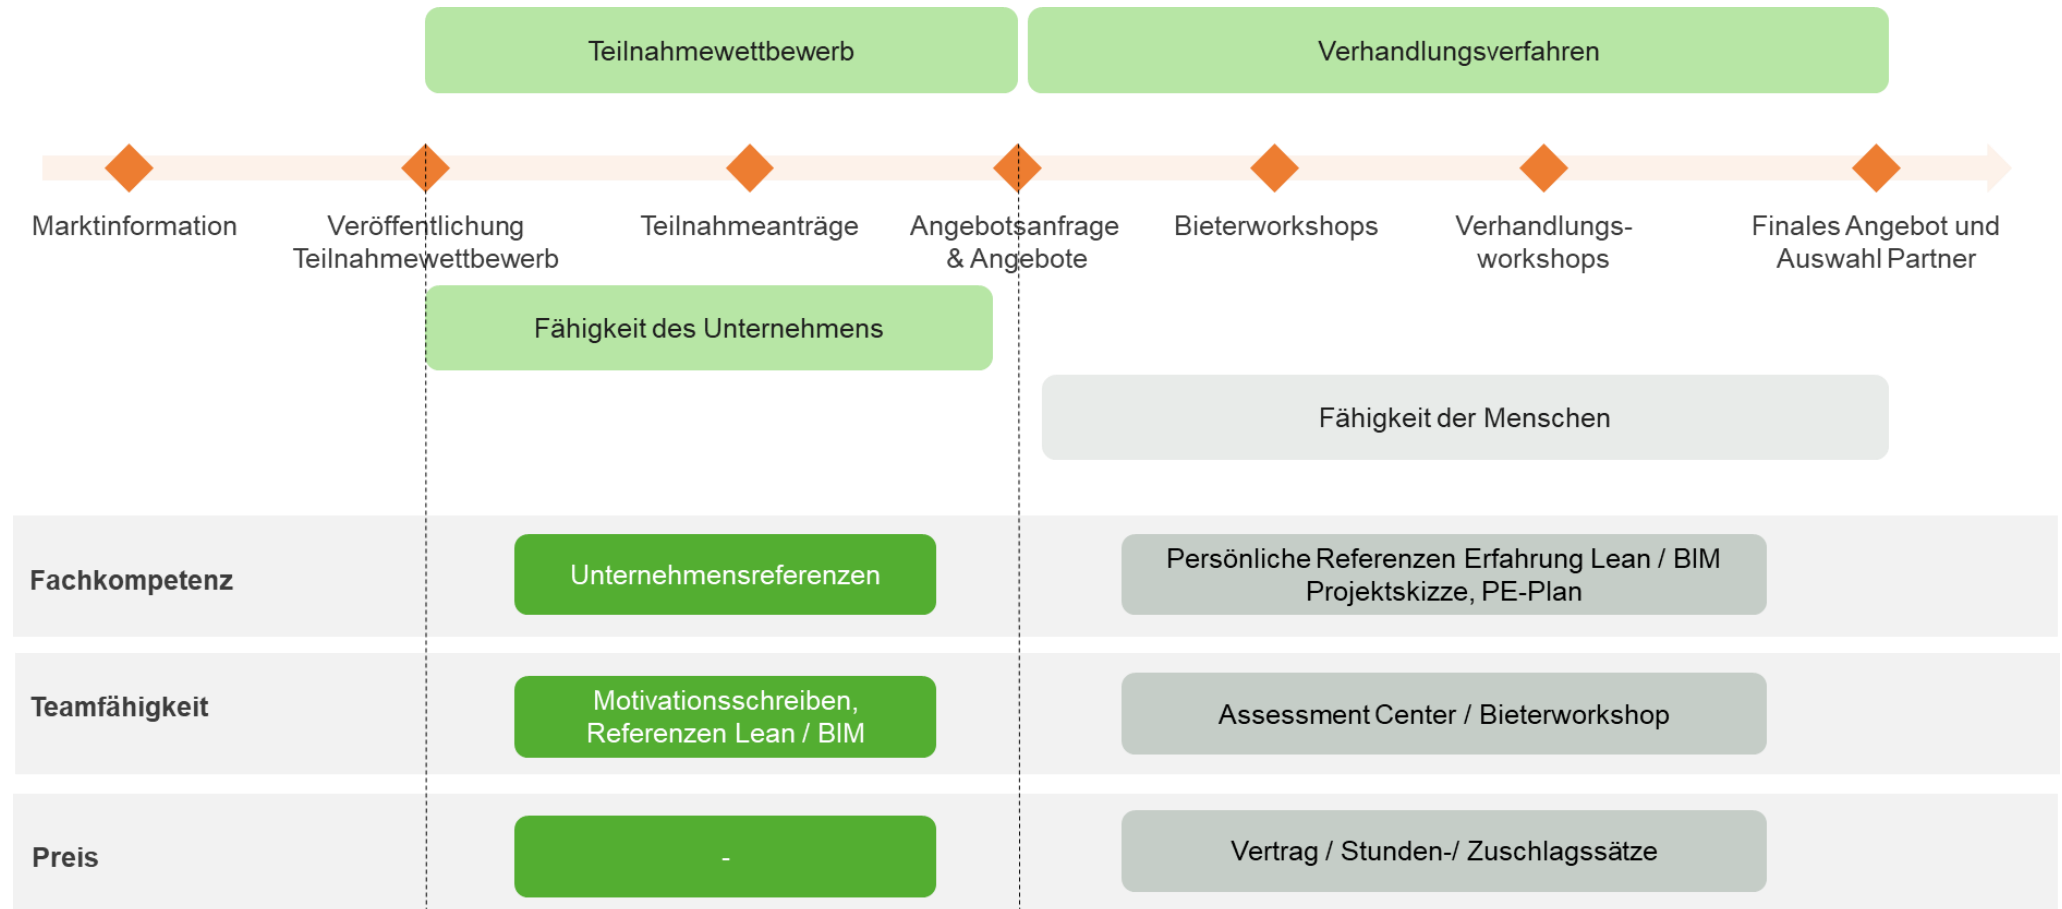 Teilnahmewettbewerb
Verhandlungsverfahren
Marktinformation
Veröffentlichung
Teilnahmewettbewerb
Teilnahmeanträge
Angebotsanfrage
& Angebote
Bieterworkshops
Verhandlungs-
workshops
Finales Angebot und
Auswahl Partner
Fähigkeit des Unternehmens
Fähigkeit der Menschen
Fachkompetenz
Unternehmensreferenzen
Persönliche Referenzen Erfahrung Lean / BIM
Projektskizze, PE-Plan
Teamfähigkeit
Motivationsschreiben,
Referenzen Lean / BIM
Assessment Center / Bieterworkshop
Preis
-
Vertrag / Stunden-/ Zuschlagssätze